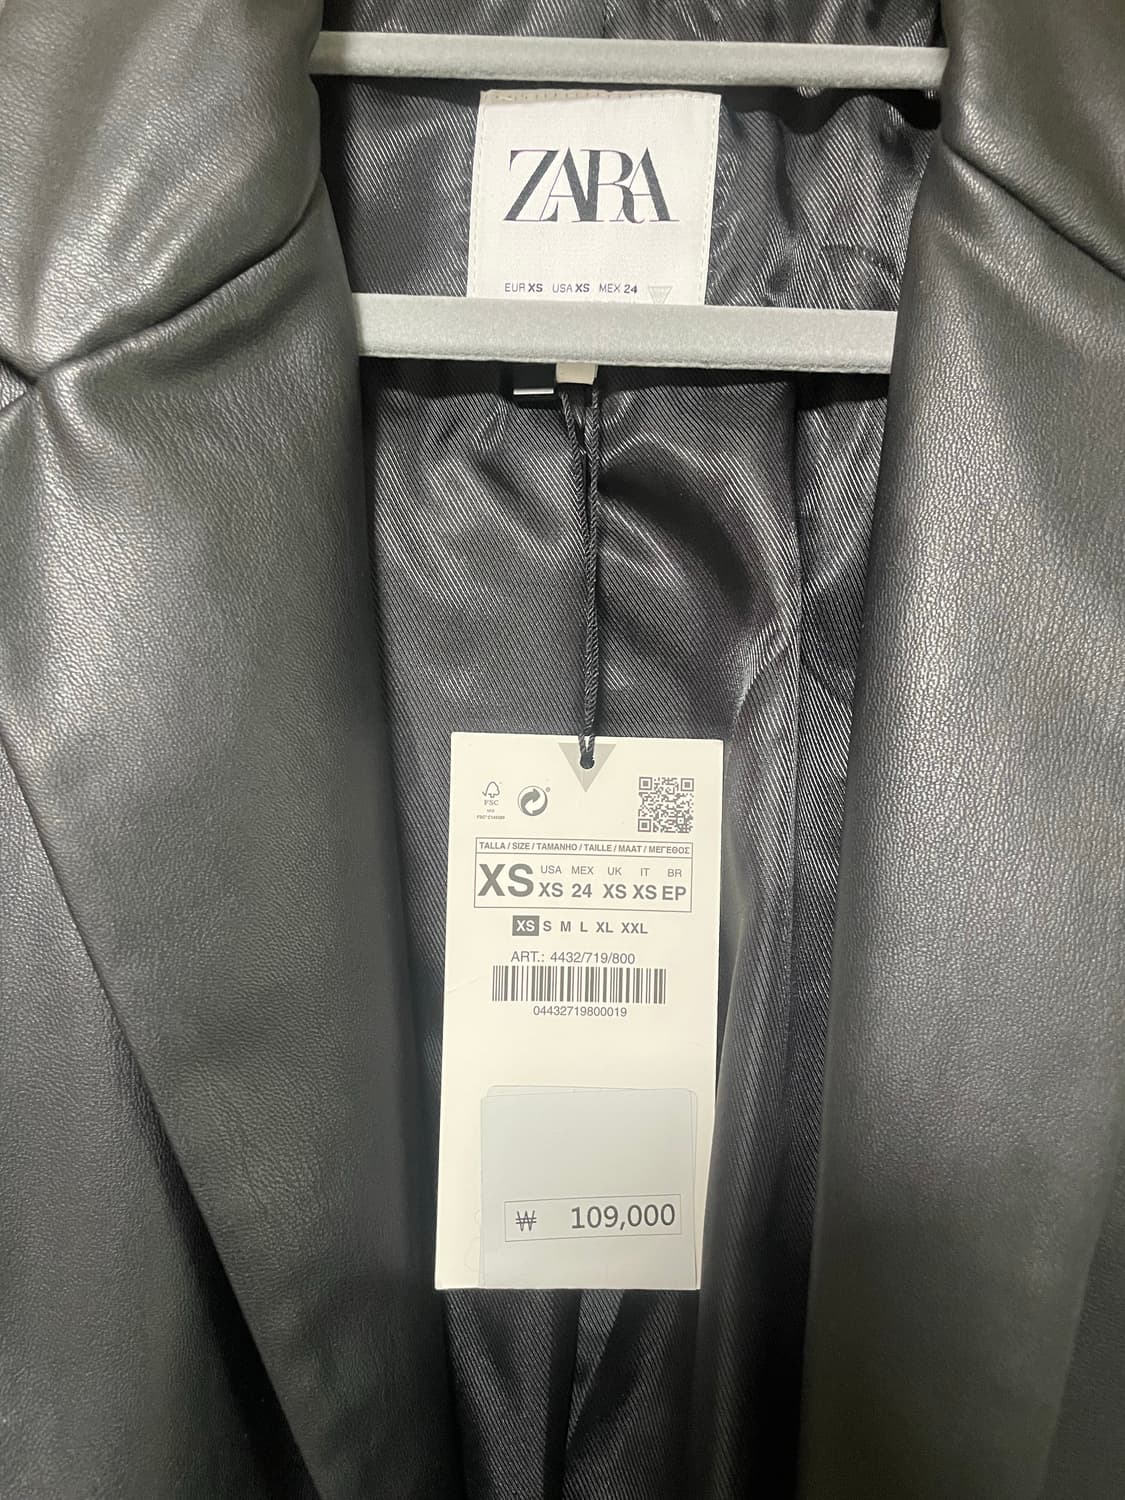 ZARA
EUR XS USA XS MEX 24
FSC
TALLA / SIZE / TAMANHO / TAILLE / MAAT / ΜΕΓΕΘΟΣ
XS
USA MEX UK IT BR
XS 24 XS XS EP
XS S M L XL XXL
ART.: 4432/719/800
04432719800019
₩ 109,000